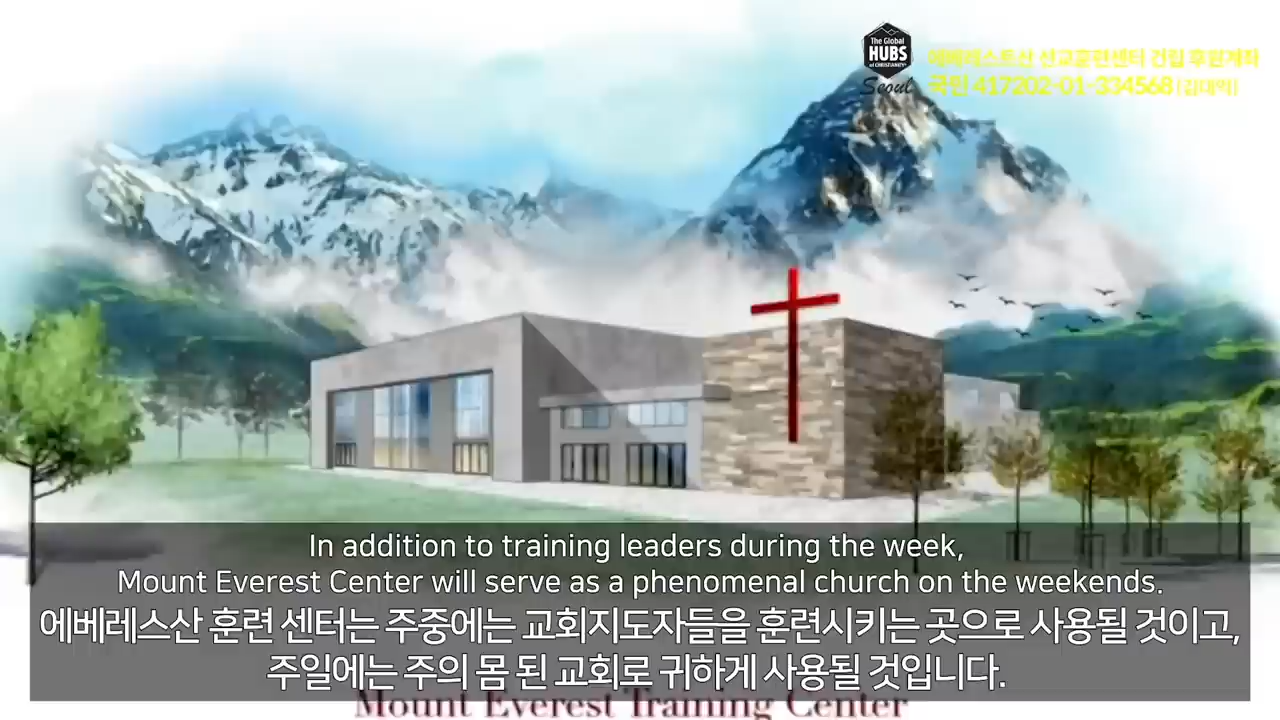 The Global
HUBS
of CHRISTIANITY
Seoul
에베레스트산 선교훈련센터 건립 후원계좌
국민 417202-01-334568 (김대억)
In addition to training leaders during the week,
Mount Everest Center will serve as a phenomenal church on the weekends.
에베레스산 훈련 센터는 주중에는 교회지도자들을 훈련시키는 곳으로 사용될 것이고,
주일에는 주의 몸 된 교회로 귀하게 사용될 것입니다.
Mount Everest Training Center